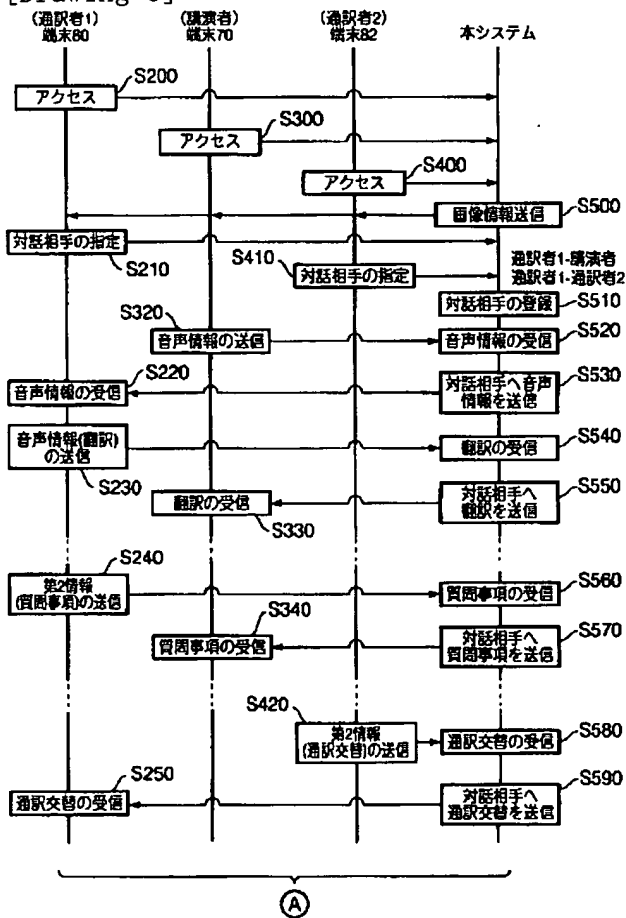 (通訳者1)
端末80
(講演者)
端末70
(通訳者2)
端末82
本システム
アクセス
S200
アクセス
S300
アクセス
S400
画像情報送信
S500
対話相手の指定
S210
対話相手の指定
S410
通訳者1-講演者
通訳者1-通訳者2
対話相手の登録
S510
S320
音声情報の送信
音声情報の受信
S520
音声情報の受信
S220
対話相手へ音声
情報を送信
S530
音声情報(翻訳)
の送信
S230
翻訳の受信
S540
翻訳の受信
S330
対話相手へ
翻訳を送信
S550
S240
第2情報
(質問事項)の送信
質問事項の受信
S560
S340
質問事項の受信
対話相手へ
質問事項を送信
S570
S420
第2情報
(通訳交替)の送信
通訳交替の受信
S580
S250
通訳交替の受信
対話相手へ
通訳交替を送信
S590
A